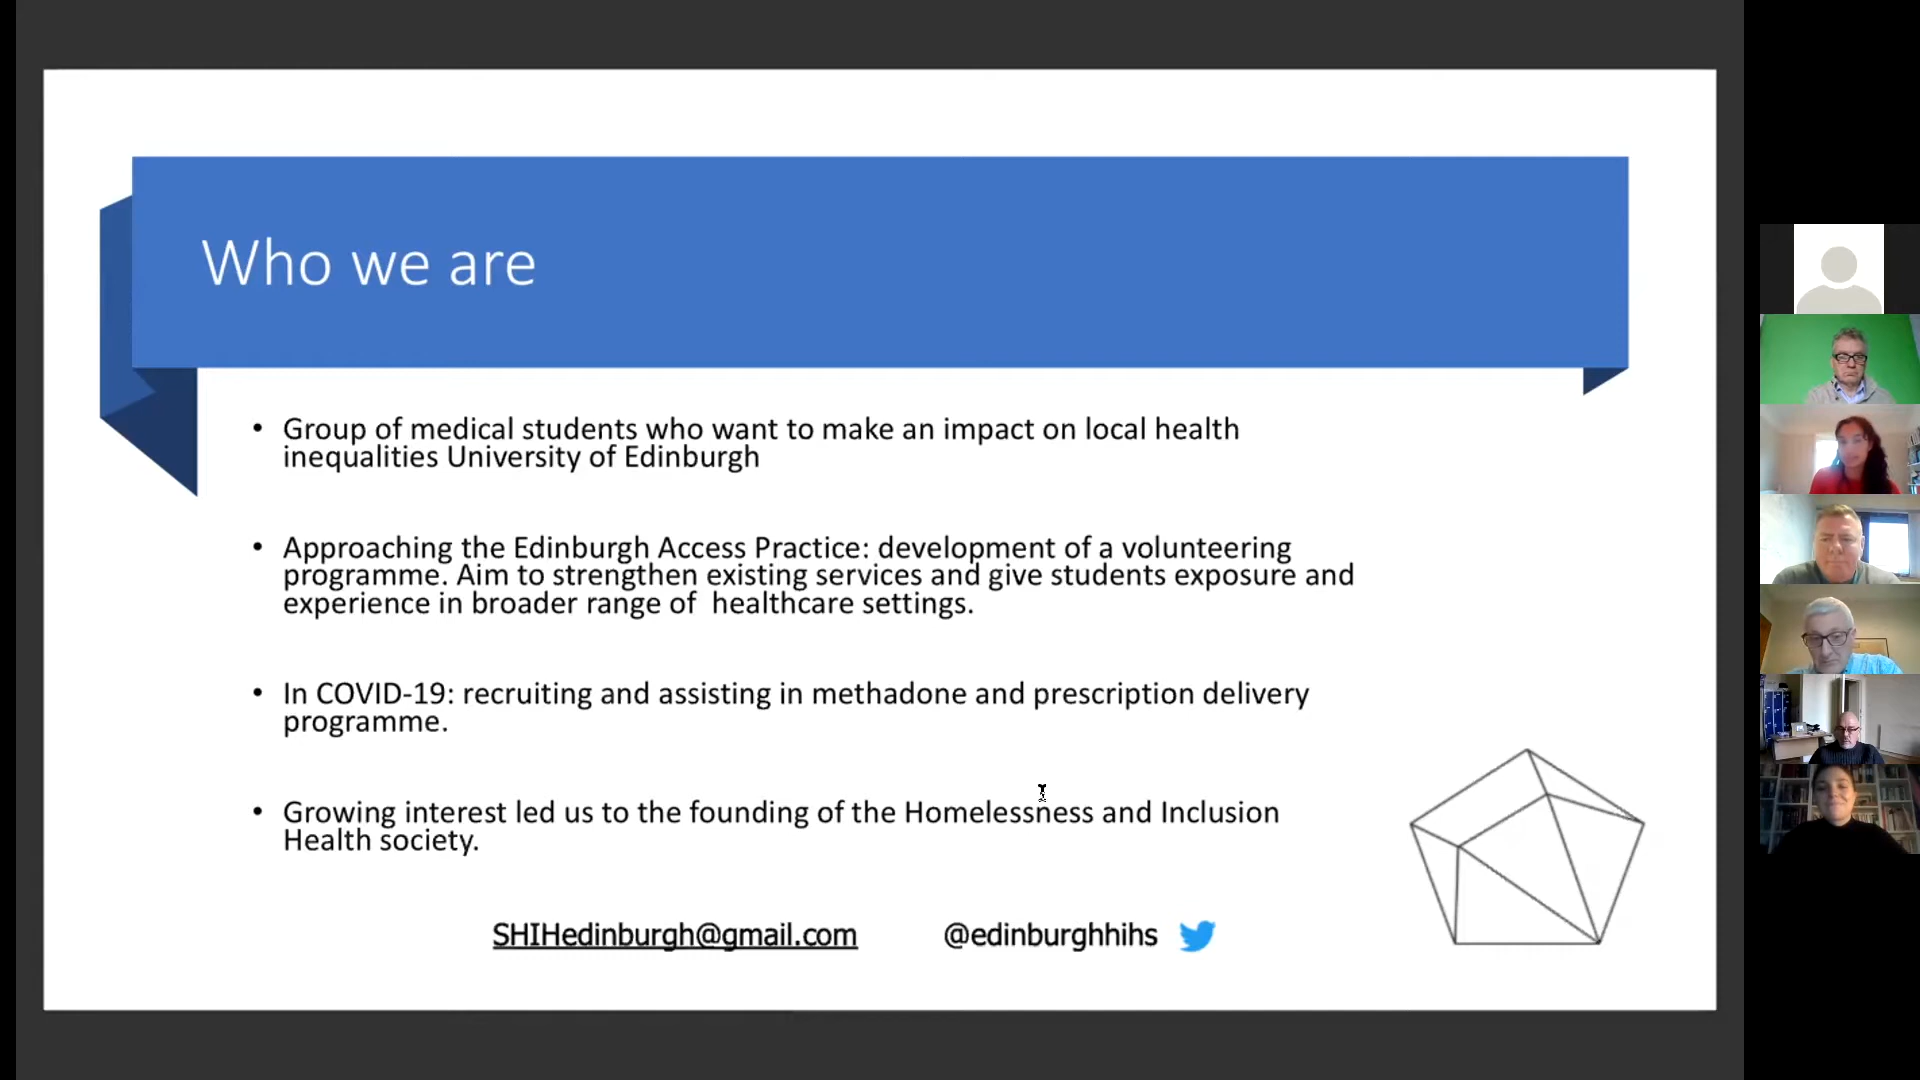 Who we are
• Group of medical students who want to make an impact on local health
inequalities University of Edinburgh
• Approaching the Edinburgh Access Practice: development of a volunteering
programme. Aim to strengthen existing services and give students exposure and
experience in broader range of  healthcare settings.
• In COVID-19: recruiting and assisting in methadone and prescription delivery
programme.
• Growing interest led us to the founding of the Homelessness and Inclusion
Health society.
SHIHedinburgh@gmail.com
@edinburghhihs